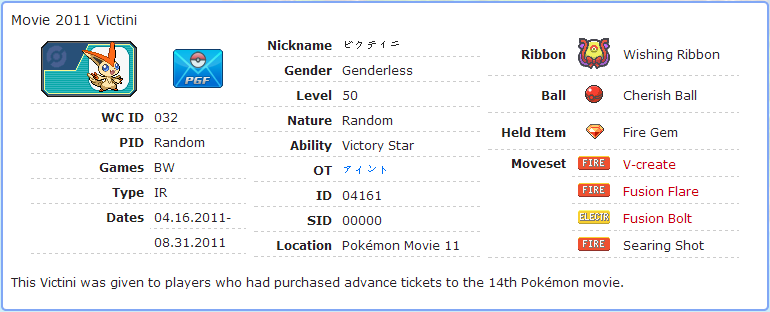 Movie 2011 Victini
PGF
WC ID 032
PID Random
Games BW
Type IR
Dates 04.16.2011-
08.31.2011
Nickname ビクティニ
Gender Genderless
Level 50
Nature Random
Ability Victory Star
OT アイント
ID 04161
SID 00000
Location Pokémon Movie 11
Ribbon Wishing Ribbon
Ball Cherish Ball
Held Item Fire Gem
Moveset FIRE V-create
FIRE Fusion Flare
ELECTR Fusion Bolt
FIRE Searing Shot
This Victini was given to players who had purchased advance tickets to the 14th Pokémon movie.